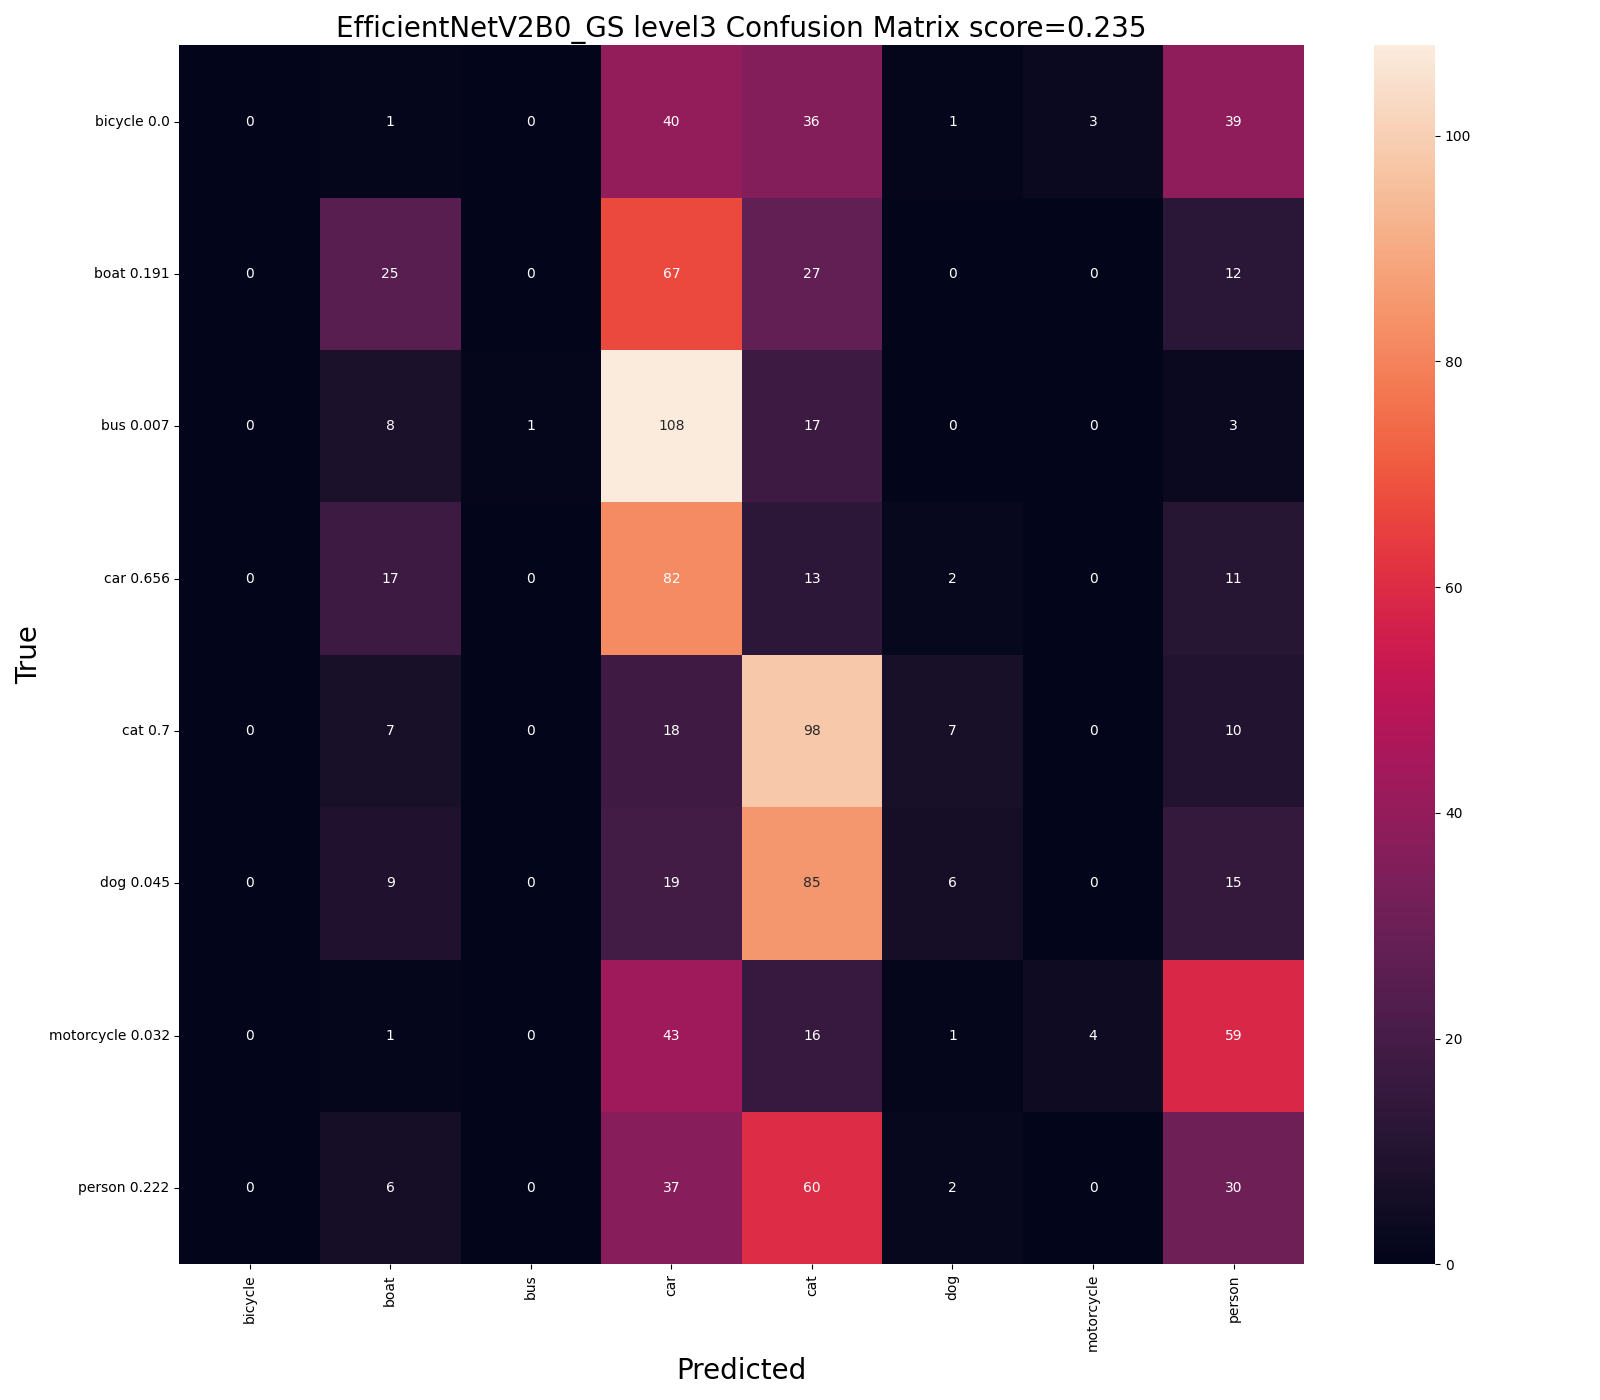 EfficientNetV2B0_GS level3 Confusion Matrix score=0.235
bicycle 0.0 0 1 0 40 36 1 3 39
boat 0.191 0 25 0 67 27 0 0 12
bus 0.007 0 8 1 108 17 0 0 3
car 0.656 0 17 0 82 13 2 0 11
cat 0.7 0 7 0 18 98 7 0 10
dog 0.045 0 9 0 19 85 6 0 15
motorcycle 0.032 0 1 0 43 16 1 4 59
person 0.222 0 6 0 37 60 2 0 30
bicycle boat bus car cat dog motorcycle person
Predicted
True
100
80
60
40
20
0